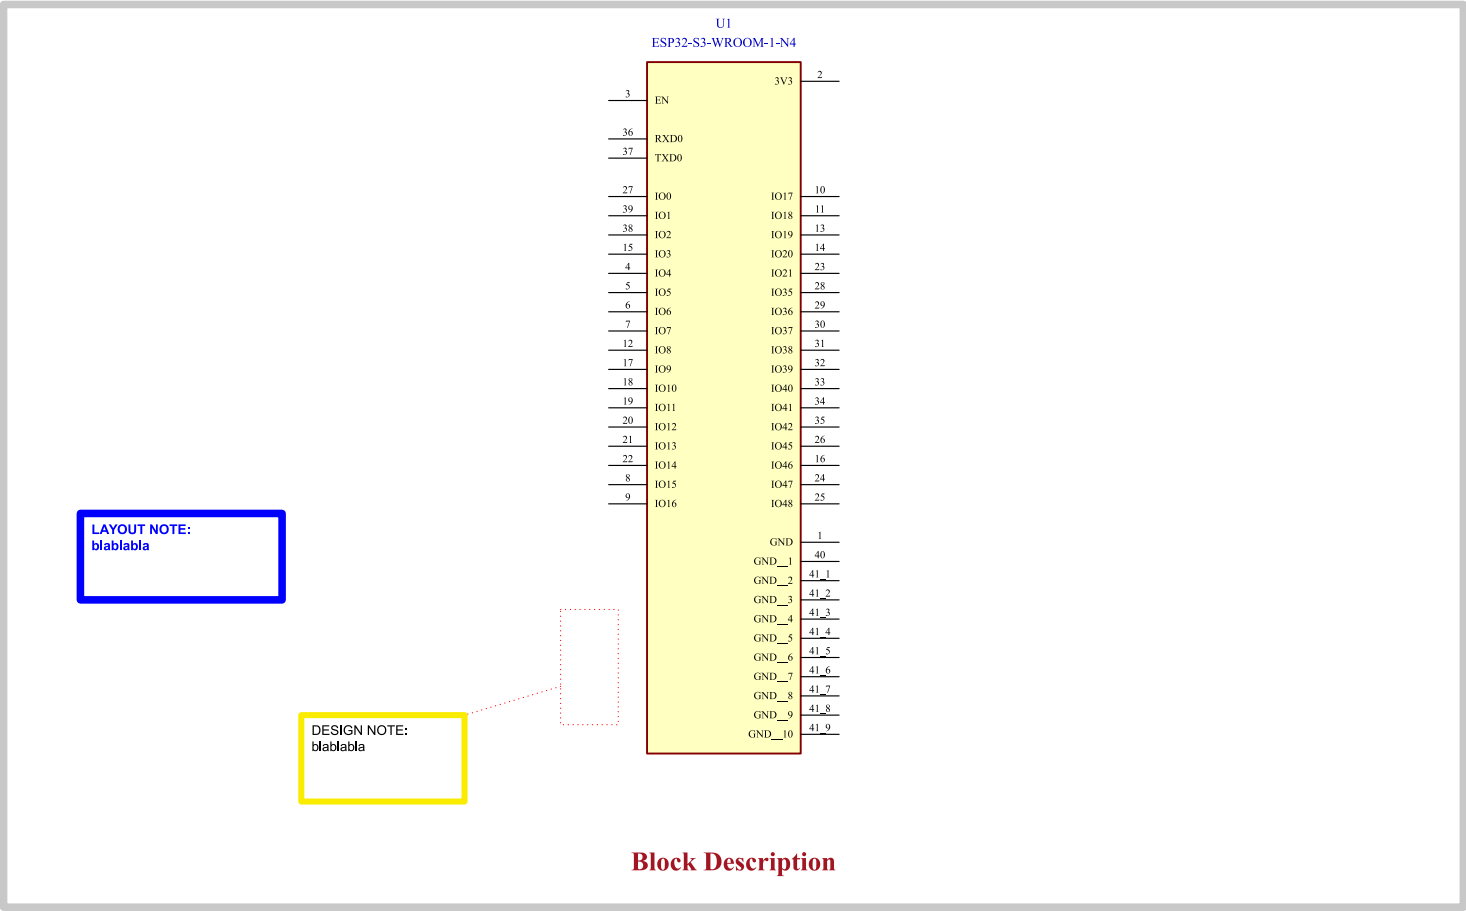 U1
ESP32-S3-WROOM-1-N4
2
3V3
3
EN
36
RXD0
37
TXD0
27 10
IO0 IO17
39 11
IO1 IO18
38 13
IO2 IO19
15 14
IO3 IO20
4 23
IO4 IO21
5 28
IO5 IO35
6 29
IO6 IO36
7 30
IO7 IO37
12 31
IO8 IO38
17 32
IO9 IO39
18 33
IO10 IO40
19 34
IO11 IO41
20 35
IO12 IO42
21 26
IO13 IO45
22 16
IO14 IO46
8 24
IO15 IO47
9 25
IO16 IO48
1
GND
40
GND__1
41_1
GND__2
41_2
GND__3
41_3
GND__4
41_4
GND__5
41_5
GND__6
41_6
GND__7
41_7
GND__8
41_8
GND__9
41_9
GND__10
LAYOUT NOTE:
blablabla
DESIGN NOTE:
blablabla
Block Description